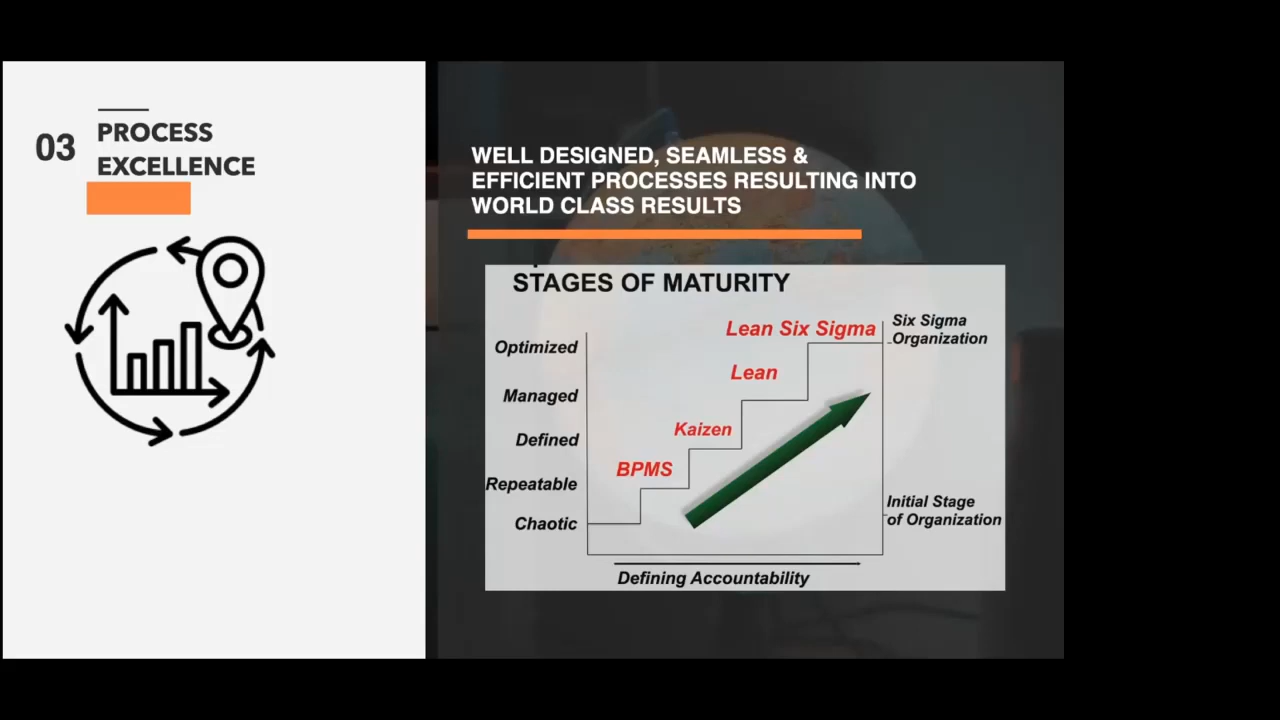 03
PROCESS
EXCELLENCE
WELL DESIGNED, SEAMLESS &
EFFICIENT PROCESSES RESULTING INTO
WORLD CLASS RESULTS
STAGES OF MATURITY
Optimized
Managed
Defined
Repeatable
Chaotic
Lean Six Sigma
Lean
Kaizen
BPMS
Six Sigma
Organization
Initial Stage
of Organization
Defining Accountability